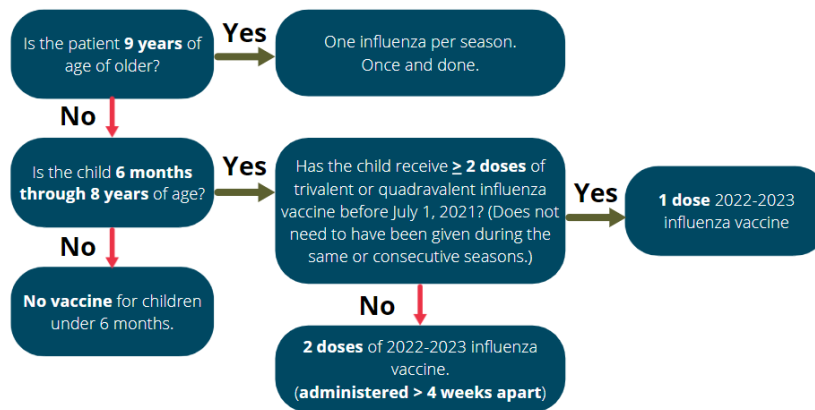 Is the patient 9 years of
age of older?
Yes
One influenza per season.
Once and done.
No
Is the child 6 months
through 8 years of age?
Yes
Has the child receive ≥ 2 doses of
trivalent or quadravalent influenza
vaccine before July 1, 2021? (Does not
need to have been given during the
same or consecutive seasons.)
Yes
1 dose 2022-2023
influenza vaccine
No
No vaccine for children
under 6 months.
No
2 doses of 2022-2023 influenza
vaccine.
(administered > 4 weeks apart)